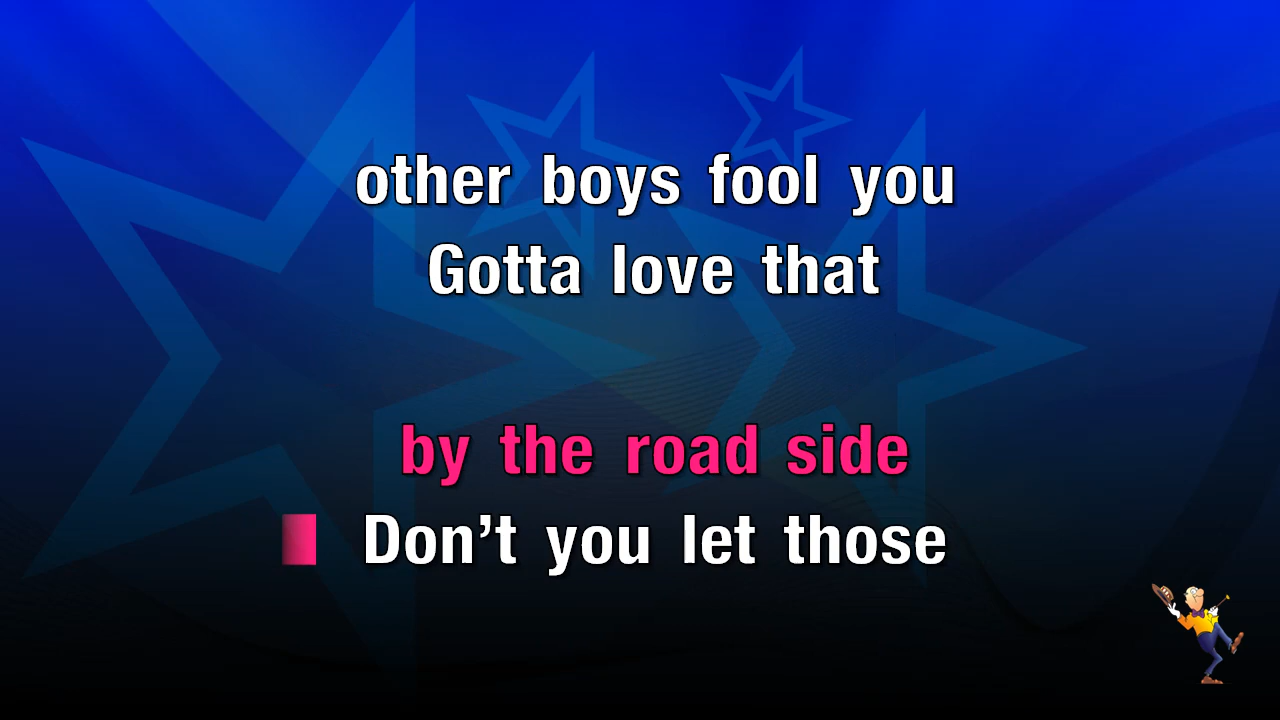 other boys fool you
Gotta love that
by the road side
Don't you let those